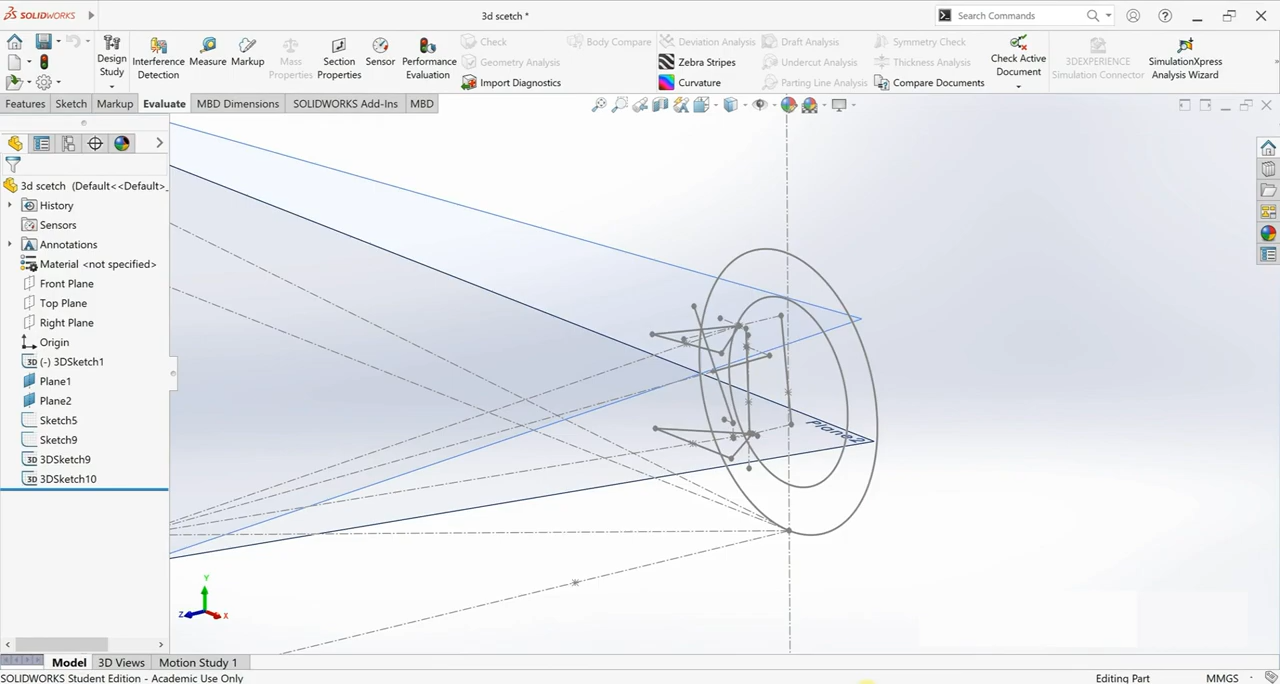 SOLIDWORKS
3d scetch *
Search Commands
Design Study
Interference Detection
Measure
Markup
Mass Properties
Section Properties
Sensor
Performance Evaluation
Check
Geometry Analysis
Import Diagnostics
Body Compare
Deviation Analysis
Zebra Stripes
Curvature
Draft Analysis
Undercut Analysis
Parting Line Analysis
Symmetry Check
Thickness Analysis
Compare Documents
Check Active Document
3DEXPERIENCE Simulation Connector
SimulationXpress Analysis Wizard
Features
Sketch
Markup
Evaluate
MBD Dimensions
SOLIDWORKS Add-Ins
MBD
3d scetch (Default<<Default>_
History
Sensors
Annotations
Material <not specified>
Front Plane
Top Plane
Right Plane
Origin
3D (-) 3DSketch1
Plane1
Plane2
Sketch5
Sketch9
3D 3DSketch9
3D 3DSketch10
Plane2
Y
Z
X
Model
3D Views
Motion Study 1
SOLIDWORKS Student Edition - Academic Use Only
Editing Part
MMGS